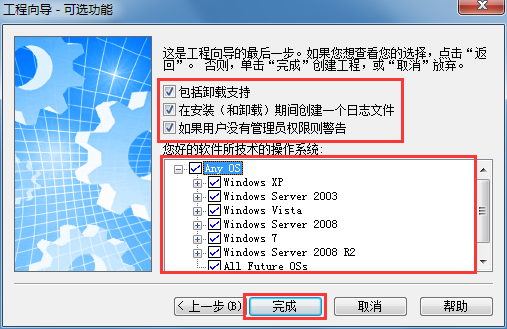 工程向导 - 可选功能
这是工程向导的最后一步。如果您想查看您的选择，点击“返
回”。 否则，单击“完成”创建工程，或“取消”放弃。
包括卸载支持
在安装（和卸载）期间创建一个日志文件
如果用户没有管理员权限则警告
您好的软件所技术的操作系统:
Any OS
Windows XP
Windows Server 2003
Windows Vista
Windows Server 2008
Windows 7
Windows Server 2008 R2
All Future OSs
< 上一步(B) 完成 取消 帮助